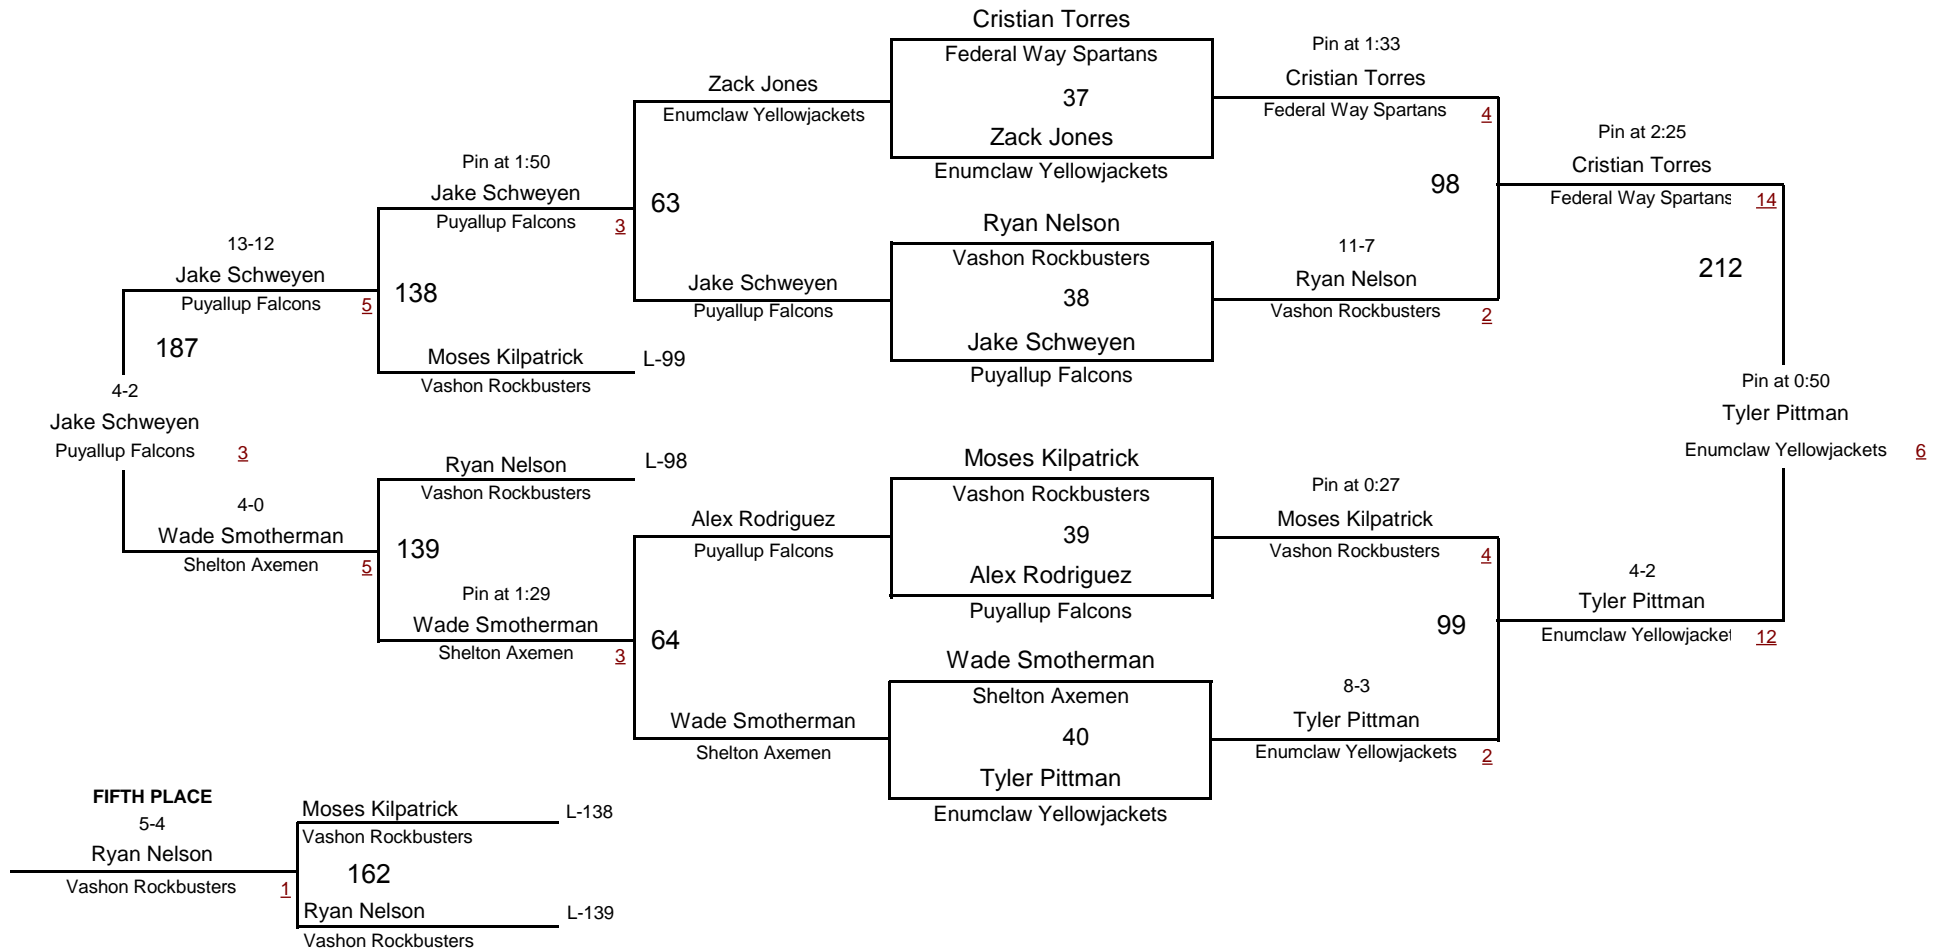 Cristian Torres
Federal Way Spartans
37
Zack Jones
Enumclaw Yellowjackets
Pin at 1:33
Cristian Torres
Federal Way Spartans
4
Zack Jones
Enumclaw Yellowjackets
Pin at 2:25
Cristian Torres
Federal Way Spartans
14
98
Pin at 1:50
Jake Schweyen
Puyallup Falcons
3
63
Ryan Nelson
Vashon Rockbusters
38
Jake Schweyen
Puyallup Falcons
11-7
Ryan Nelson
Vashon Rockbusters
2
13-12
Jake Schweyen
Puyallup Falcons
5
138
Jake Schweyen
Puyallup Falcons
212
187
Moses Kilpatrick
L-99
Vashon Rockbusters
4-2
Jake Schweyen
Puyallup Falcons
3
Pin at 0:50
Tyler Pittman
Enumclaw Yellowjackets
6
Ryan Nelson
L-98
Vashon Rockbusters
Moses Kilpatrick
Vashon Rockbusters
39
Alex Rodriguez
Puyallup Falcons
Pin at 0:27
Moses Kilpatrick
Vashon Rockbusters
4
4-0
Wade Smotherman
Shelton Axemen
5
139
Alex Rodriguez
Puyallup Falcons
Pin at 1:29
Wade Smotherman
Shelton Axemen
3
64
99
4-2
Tyler Pittman
Enumclaw Yellowjacket
12
Wade Smotherman
Shelton Axemen
40
Tyler Pittman
Enumclaw Yellowjackets
8-3
Tyler Pittman
Enumclaw Yellowjackets
2
Wade Smotherman
Shelton Axemen
FIFTH PLACE
5-4
Ryan Nelson
Vashon Rockbusters
1
Moses Kilpatrick
L-138
Vashon Rockbusters
162
Ryan Nelson
L-139
Vashon Rockbusters